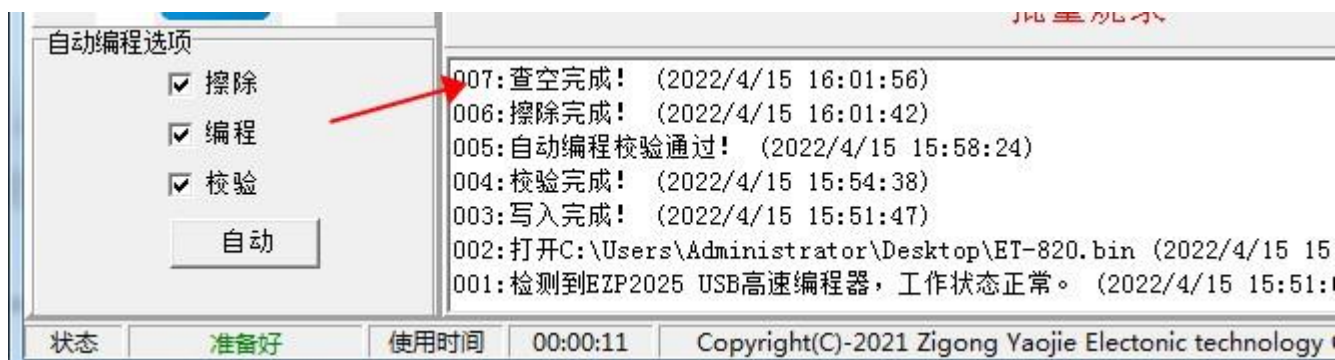 自动编程选项
擦除
编程
校验
自动
007:查空完成! (2022/4/15 16:01:56)
006:擦除完成! (2022/4/15 16:01:42)
005:自动编程校验通过! (2022/4/15 15:58:24)
004:校验完成! (2022/4/15 15:54:38)
003:写入完成! (2022/4/15 15:51:47)
002:打开C:\Users\Administrator\Desktop\ET-820.bin (2022/4/15 15
001:检测到EZP2025 USB高速编程器，工作状态正常。 (2022/4/15 15:51:
状态 准备好 使用时间 00:00:11 Copyright(C)-2021 Zigong Yaojie Electonic technology